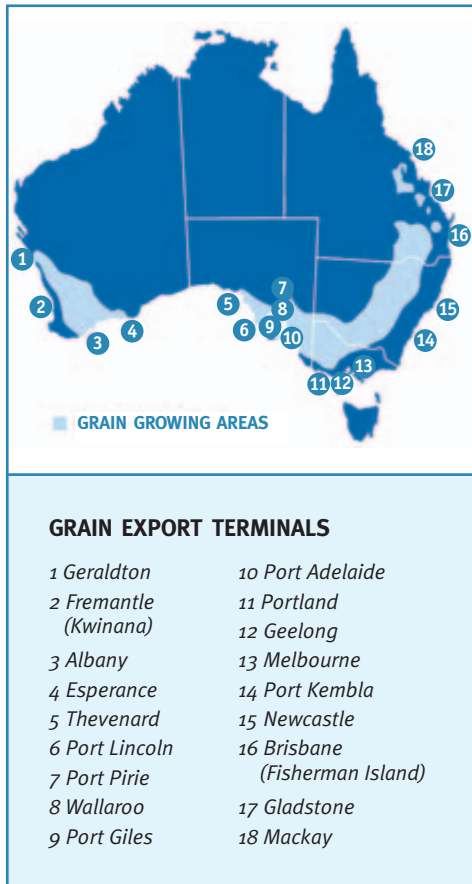 18
17
16
1
7
2
5
8
15
6
9
4
10
3
14
13
11
12
GRAIN GROWING AREAS
GRAIN EXPORT TERMINALS
1 Geraldton
2 Fremantle
(Kwinana)
3 Albany
4 Esperance
5 Thevenard
6 Port Lincoln
7 Port Pirie
8 Wallaroo
9 Port Giles
10 Port Adelaide
11 Portland
12 Geelong
13 Melbourne
14 Port Kembla
15 Newcastle
16 Brisbane
(Fisherman Island)
17 Gladstone
18 Mackay